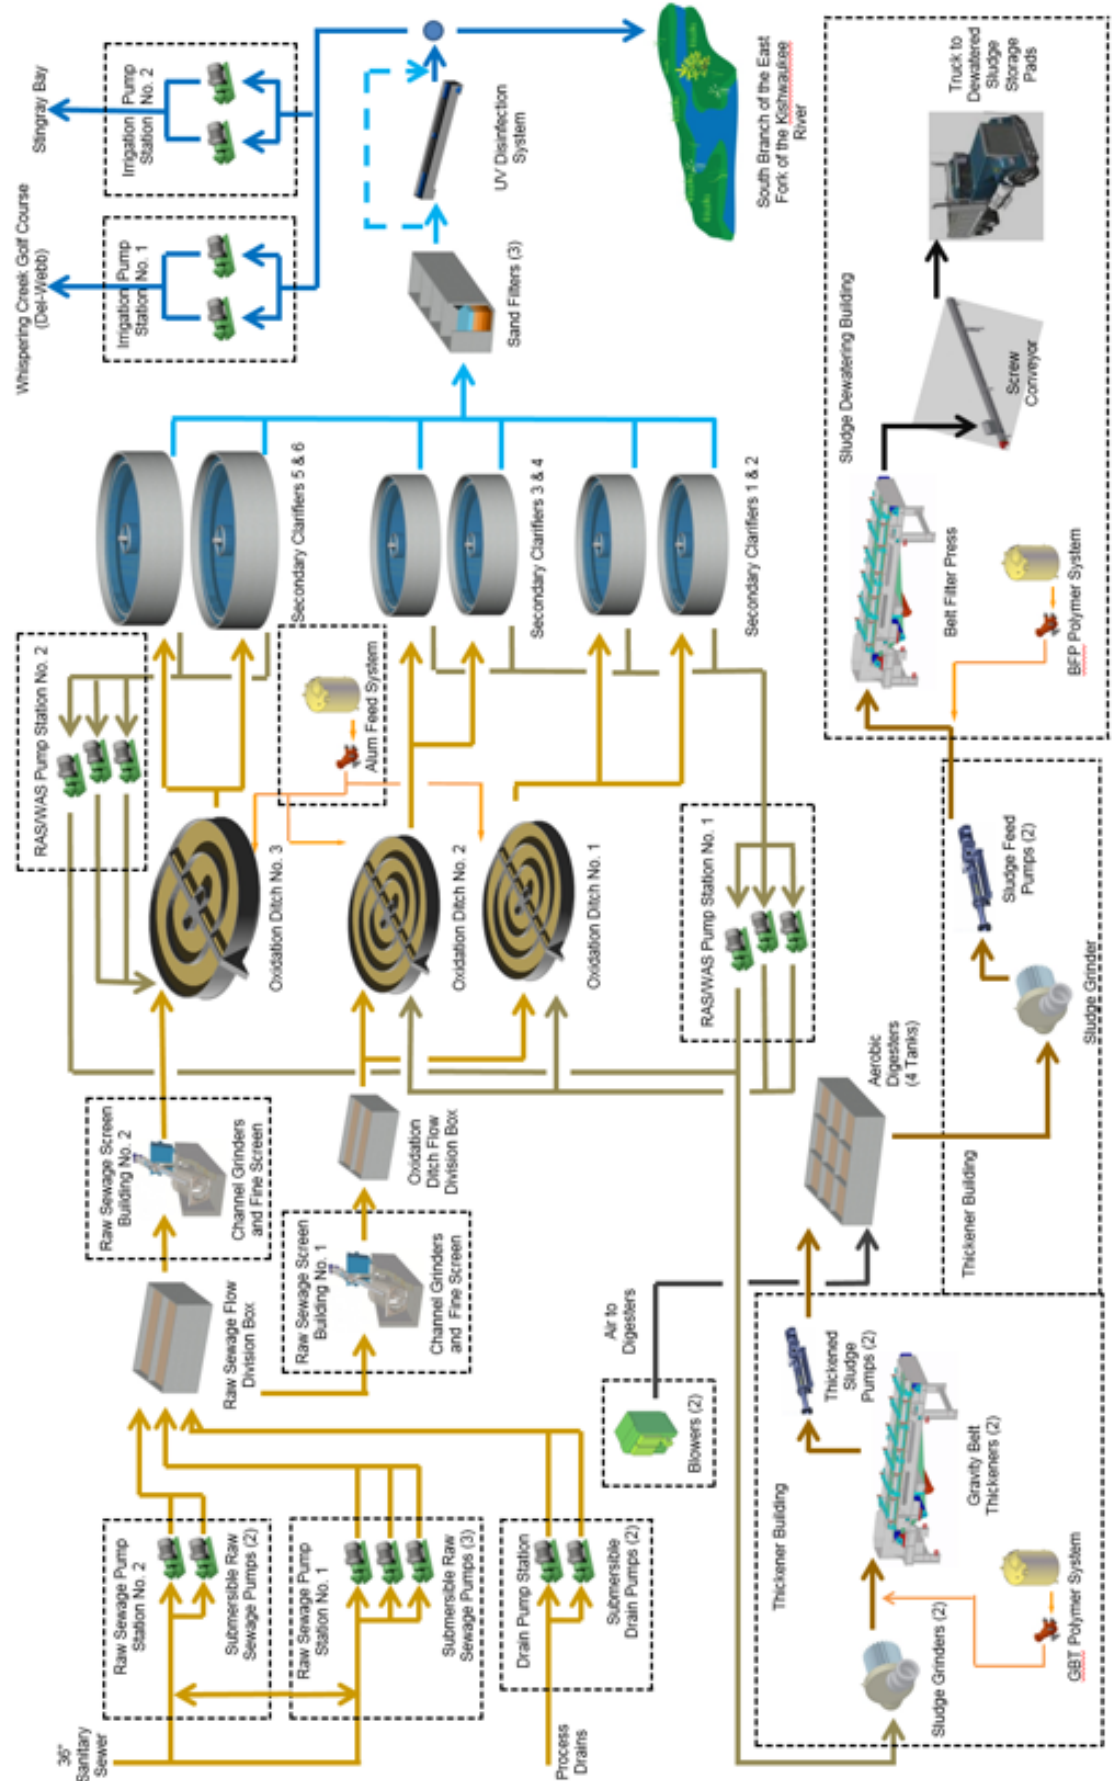 36"
Sanitary
Sewer
Process
Drains
Raw Sewage Pump
Station No. 2
Submersible Raw
Sewage Pumps (2)
Raw Sewage Pump
Station No. 1
Submersible Raw
Sewage Pumps (3)
Drain Pump Station
Submersible
Drain Pumps (2)
Raw Sewage Flow
Division Box
Raw Sewage Screen
Building No. 2
Channel Grinders
and Fine Screen
Raw Sewage Screen
Building No. 1
Channel Grinders
and Fine Screen
Oxidation
Ditch Flow
Division Box
RAS/WAS Pump Station No. 2
Oxidation Ditch No. 3
Oxidation Ditch No. 2
Oxidation Ditch No. 1
Alum Feed System
RAS/WAS Pump Station No. 1
Secondary Clarifiers 5 & 6
Secondary Clarifiers 3 & 4
Secondary Clarifiers 1 & 2
Whispering Creek Golf Course
(Del-Webb)
Stingray Bay
Irrigation Pump
Station No. 1
Irrigation Pump
Station No. 2
Sand Filters (3)
UV Disinfection
System
South Branch of the East
Fork of the Kishwaukee
River
Blowers (2)
Air to
Digesters
Thickener Building
Sludge Grinders (2)
GBT Polymer System
Gravity Belt
Thickeners (2)
Thickened
Sludge
Pumps (2)
Aerobic
Digesters
(4 Tanks)
Thickener Building
Sludge Grinder
Sludge Feed
Pumps (2)
Sludge Dewatering Building
Belt Filter Press
BFP Polymer System
Screw
Conveyor
Truck to
Dewatered
Sludge
Storage
Pads